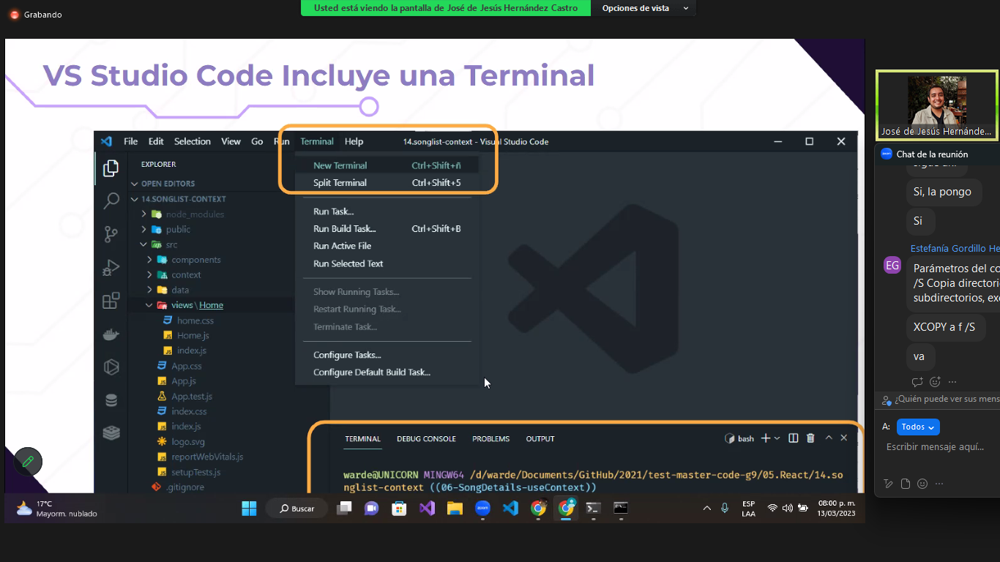 Grabando
Usted está viendo la pantalla de José de Jesús Hernández Castro
Opciones de vista
VS Studio Code Incluye una Terminal
File Edit Selection View Go Run Terminal Help
14.songlist-context - Visual Studio Code
EXPLORER
OPEN EDITORS
14.SONGLIST-CONTEXT
node_modules
public
src
components
context
data
views\Home
home.css
Home.js
index.js
App.css
App.js
App.test.js
index.css
index.js
logo.svg
reportWebVitals.js
setupTests.js
.gitignore
New Terminal Ctrl+Shift+ñ
Split Terminal Ctrl+Shift+5
Run Task...
Run Build Task... Ctrl+Shift+B
Run Active File
Run Selected Text
Show Running Tasks...
Restart Running Task...
Terminate Task...
Configure Tasks...
Configure Default Build Task...
TERMINAL DEBUG CONSOLE PROBLEMS OUTPUT
bash
warde@UNICORN MINGW64 /d/warde/Documents/GitHub/2021/test-master-code-g9/05.React/14.so
nglist-context ((06-SongDetails-useContext))
17°C
Mayorm. nublado
Buscar
zoom
ESP
LAA
08:00 p. m.
13/03/2023
José de Jesús Hernánde...
zoom
Chat de la reunión
Si, la pongo
Si
Estefanía Gordillo He
EG
Parámetros del co
/S Copia directori
subdirectorios, exc
XCOPY a f /S
va
¿Quién puede ver sus mens
A: Todos
Escribir mensaje aquí...